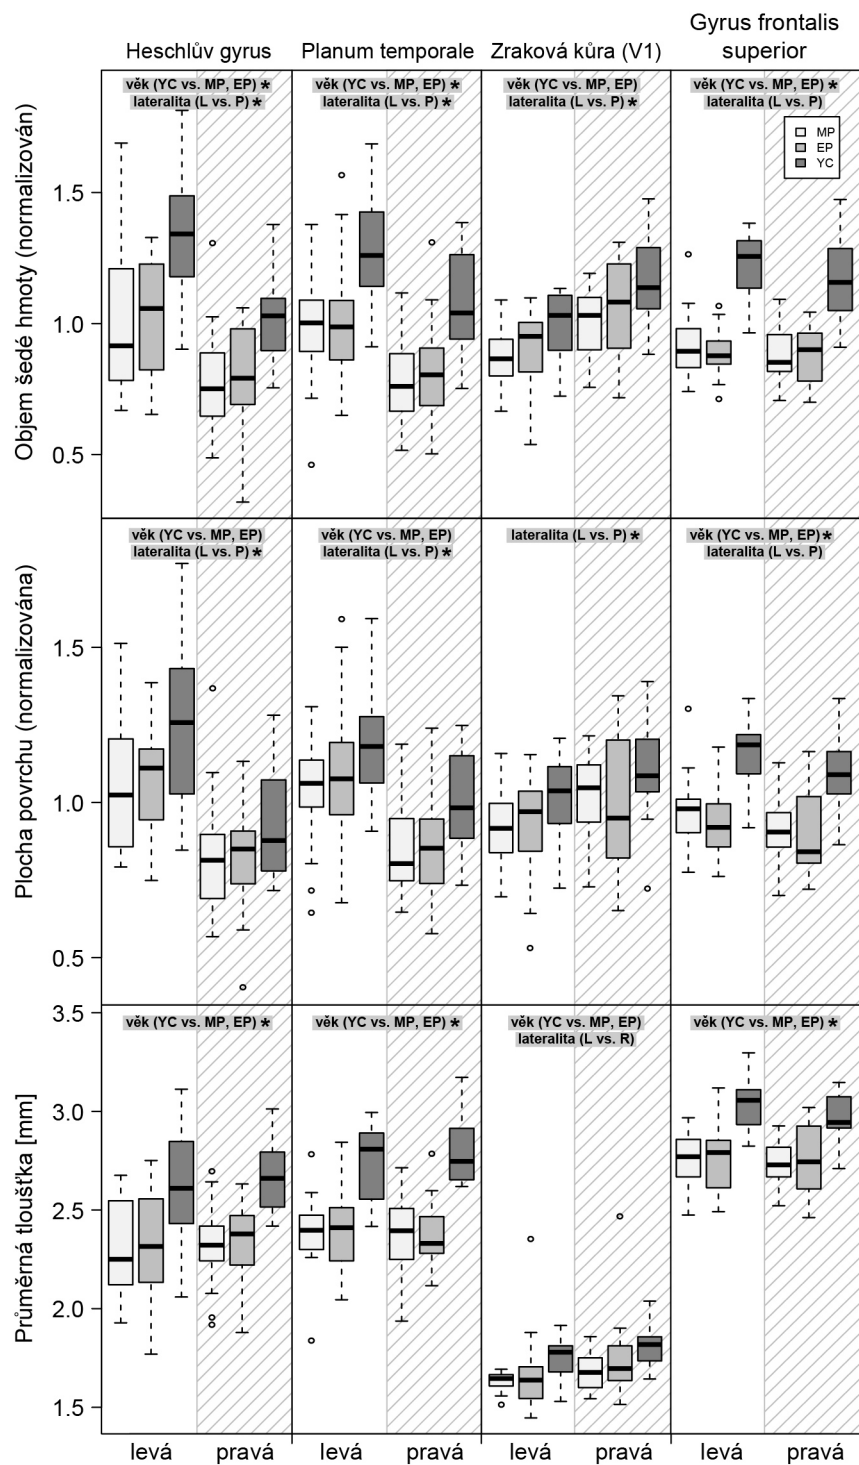 Heschlův gyrus
Planum temporale
Zraková kůra (V1)
Gyrus frontalis
superior
Objem šedé hmoty (normalizován)
1.5
1.0
0.5
věk (YC vs. MP, EP) *
lateralita (L vs. P) *
věk (YC vs. MP, EP) *
lateralita (L vs. P) *
věk (YC vs. MP, EP)
lateralita (L vs. P) *
věk (YC vs. MP, EP) *
lateralita (L vs. P)
MP
EP
YC
Plocha povrchu (normalizována)
1.5
1.0
0.5
věk (YC vs. MP, EP)
lateralita (L vs. P) *
věk (YC vs. MP, EP)
lateralita (L vs. P) *
lateralita (L vs. P) *
věk (YC vs. MP, EP) *
lateralita (L vs. P)
Průměrná tloušťka [mm]
3.5
3.0
2.5
2.0
1.5
věk (YC vs. MP, EP) *
věk (YC vs. MP, EP) *
věk (YC vs. MP, EP)
lateralita (L vs. R)
věk (YC vs. MP, EP) *
levá pravá levá pravá levá pravá levá pravá